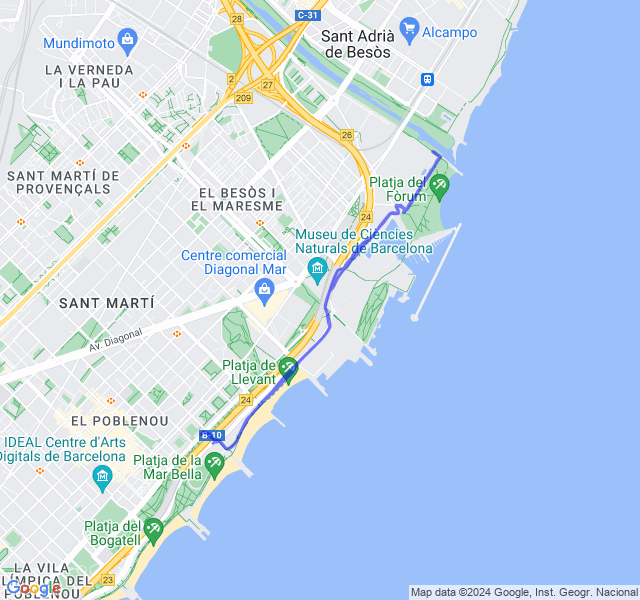 C-31
28
Sant Adrià
de Besòs
Alcampo
Mundimoto
LA VERNEDA
I LA PAU
2
27
209
26
SANT MARTÍ DE
PROVENÇALS
EL BESÒS I
EL MARESME
Platja del
Fòrum
24
Museu de Ciències
Naturals de Barcelona
Centre comercial
Diagonal Mar
SANT MARTÍ
Av. Diagonal
Platja de
Llevant
24
EL POBLENOU
B-10
IDEAL Centre d'Arts
Digitals de Barcelona
Platja de la
Mar Bella
Platja del
Bogatell
LA VILA
OLÍMPICA DEL
POBLENOU
23
Google
Map data ©2024 Google, Inst. Geogr. Nacional